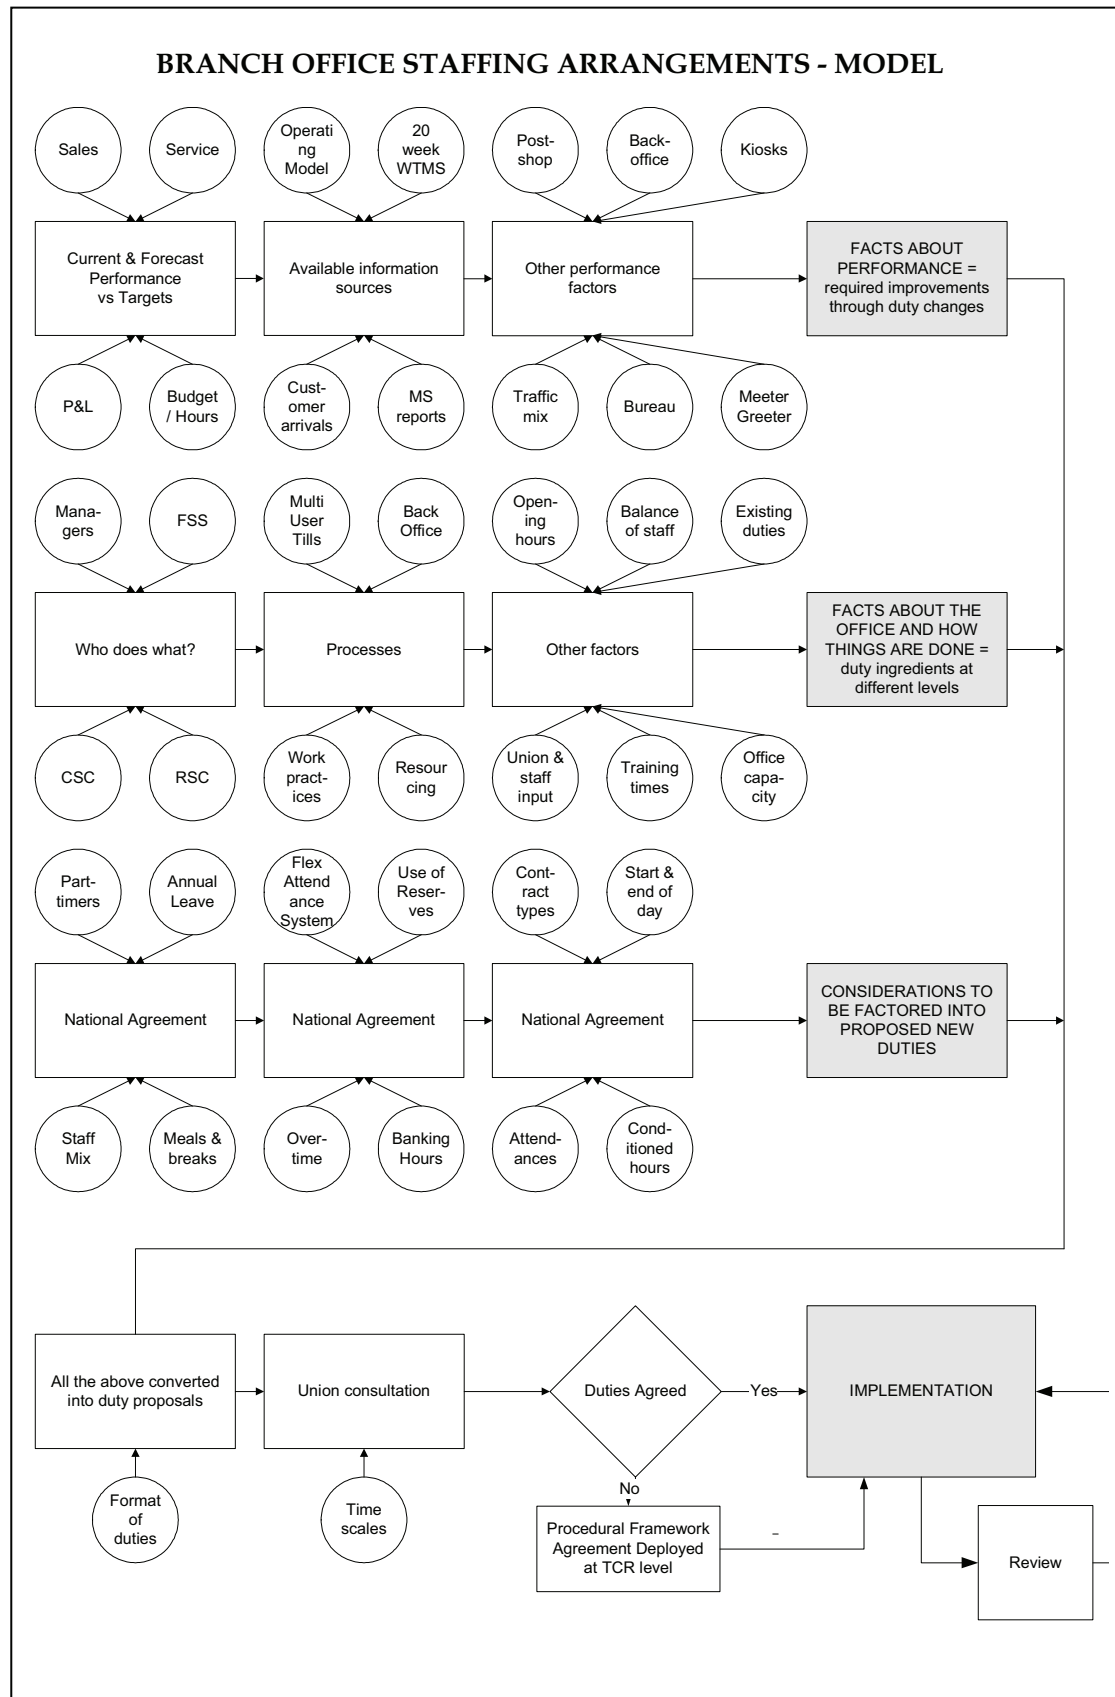 BRANCH OFFICE STAFFING ARRANGEMENTS - MODEL
Sales
Service
Operati
ng
Model
20
week
WTMS
Post-
shop
Back-
office
Kiosks
Current & Forecast
Performance
vs Targets
Available information
sources
Other performance
factors
FACTS ABOUT
PERFORMANCE =
required improvements
through duty changes
P&L
Budget
/ Hours
Cust-
omer
arrivals
MS
reports
Traffic
mix
Bureau
Meeter
Greeter
Mana-
gers
FSS
Multi
User
Tills
Back
Office
Open-
ing
hours
Balance
of staff
Existing
duties
Who does what?
Processes
Other factors
FACTS ABOUT THE
OFFICE AND HOW
THINGS ARE DONE =
duty ingredients at
different levels
CSC
RSC
Work
pract-
ices
Resour
cing
Union &
staff
input
Training
times
Office
capa-
city
Part-
timers
Annual
Leave
Flex
Attend
ance
System
Use of
Reser-
ves
Cont-
ract
types
Start &
end of
day
National Agreement
National Agreement
National Agreement
CONSIDERATIONS TO
BE FACTORED INTO
PROPOSED NEW
DUTIES
Staff
Mix
Meals &
breaks
Over-
time
Banking
Hours
Attend-
ances
Cond-
itioned
hours
All the above converted
into duty proposals
Union consultation
Duties Agreed
Yes
IMPLEMENTATION
No
Format
of
duties
Time
scales
Procedural Framework
Agreement Deployed
at TCR level
–
Review